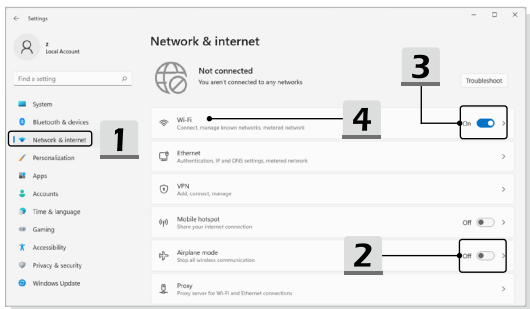 Settings
z
Local Account
Find a setting
System
Bluetooth & devices
Network & internet
Personalization
Apps
Accounts
Time & language
Gaming
Accessibility
Privacy & security
Windows Update
1
Network & internet
Not connected
You aren't connected to any networks
Troubleshoot
3
Wi-Fi
Connect, manage known networks, metered network
4
On
Ethernet
Authentication, IP and DNS settings, metered network
VPN
Add, connect, manage
Mobile hotspot
Share your internet connection
Off
Airplane mode
Stop all wireless communication
2
Off
Proxy
Proxy server for Wi-Fi and Ethernet connections